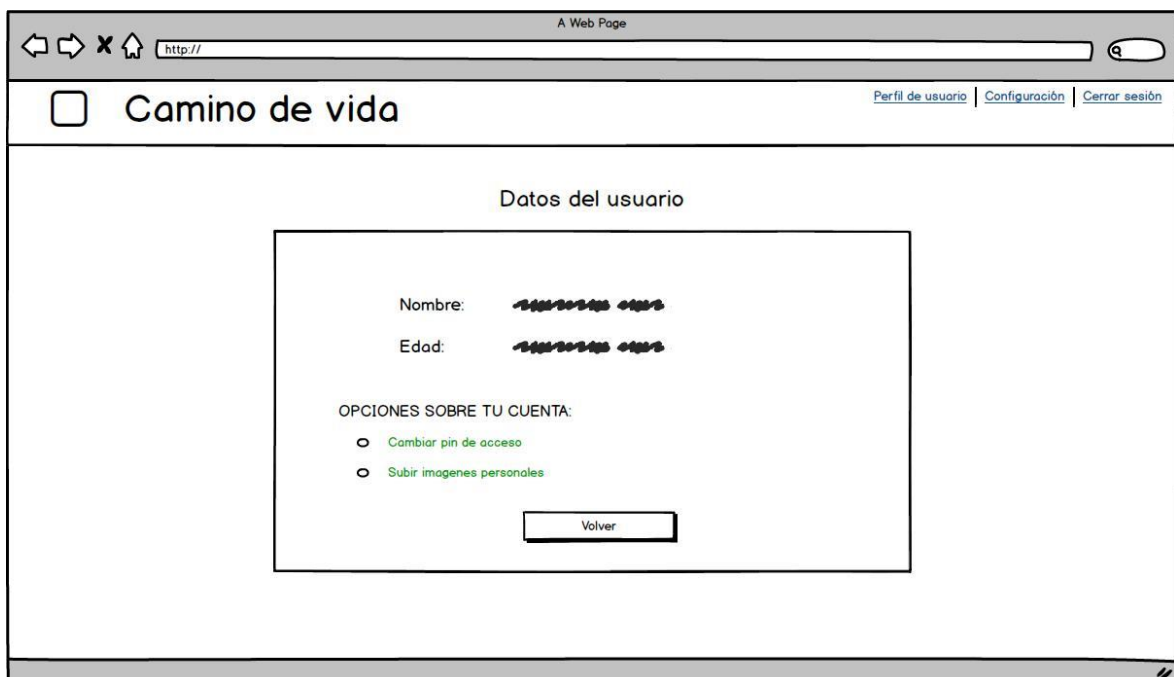 A Web Page
http://
Camino de vida
Perfil de usuario | Configuración | Cerrar sesión
Datos del usuario
Nombre:
Edad:
OPCIONES SOBRE TU CUENTA:
Cambiar pin de acceso
Subir imagenes personales
Volver